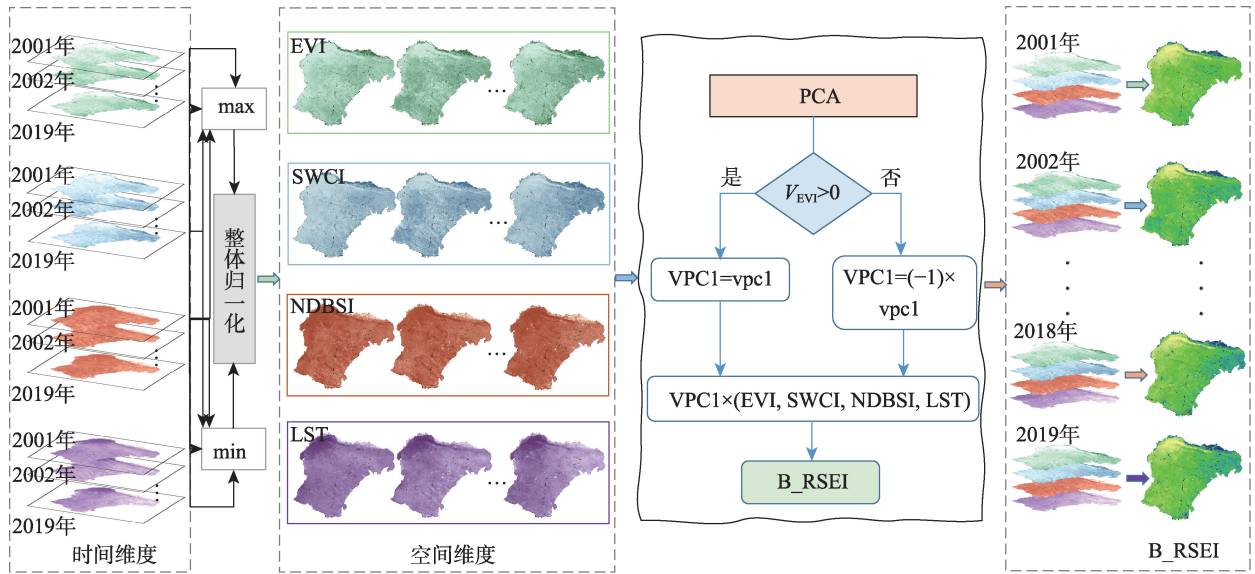 2001年
2002年
2019年
2001年
2002年
2019年
2001年
2002年
2019年
2001年
2002年
2019年
时间维度
max
整体归一化
min
EVI
...
SWCI
...
NDBSI
...
LST
...
空间维度
PCA
是
V_EVI>0
否
VPC1=vpc1
VPC1=(−1)×
vpc1
VPC1×(EVI, SWCI, NDBSI, LST)
B_RSEI
2001年
2002年
2018年
2019年
B_RSEI